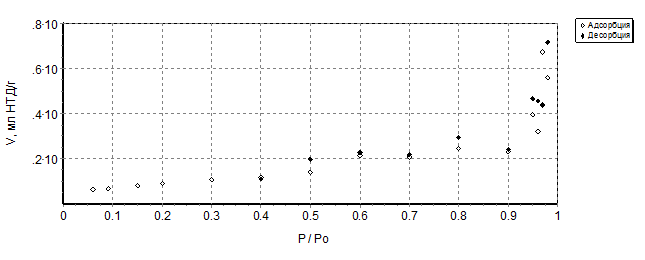 .8·10
.6·10
.4·10
.2·10
V, мл НТД/г
0 0.1 0.2 0.3 0.4 0.5 0.6 0.7 0.8 0.9 1
P / Po
Адсорбция
Десорбция